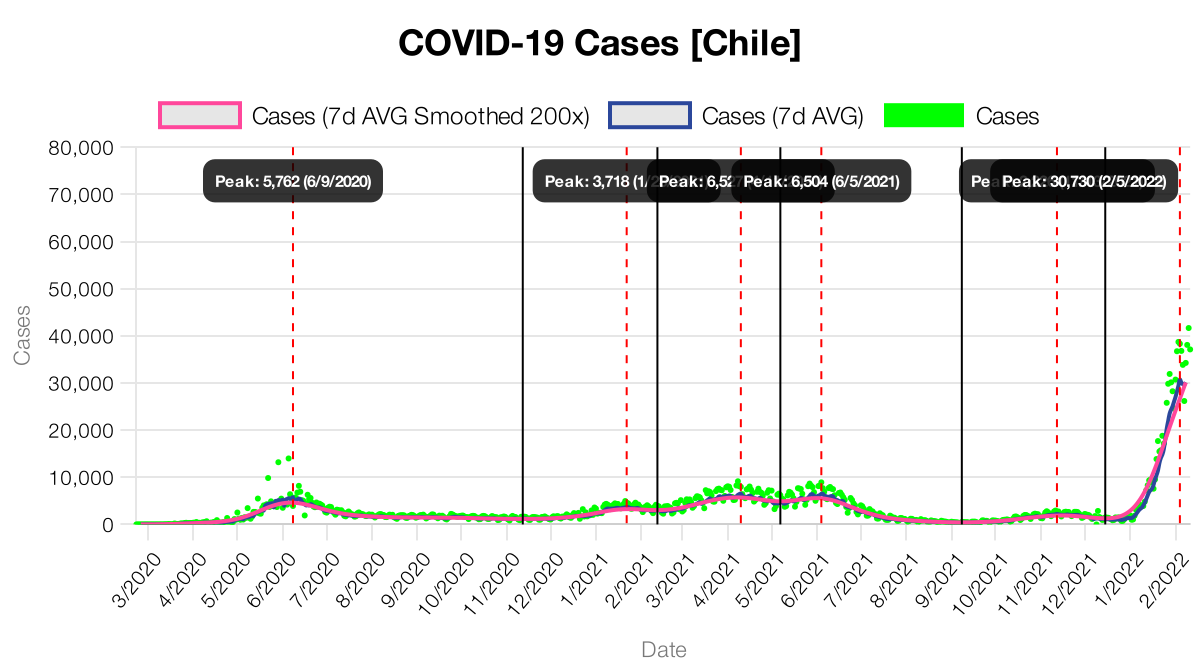 COVID-19 Cases [Chile]
Cases (7d AVG Smoothed 200x) Cases (7d AVG) Cases
80,000
70,000
60,000
50,000
40,000
30,000
20,000
10,000
0
Cases
Peak: 5,762 (6/9/2020)
Peak: 3,718 (1/
Peak: 6,52
Peak: 6,504 (6/5/2021)
Peak: 30,730 (2/5/2022)
3/2020 4/2020 5/2020 6/2020 7/2020 8/2020 9/2020 10/2020 11/2020 12/2020 1/2021 2/2021 3/2021 4/2021 5/2021 6/2021 7/2021 8/2021 9/2021 10/2021 11/2021 12/2021 1/2022 2/2022
Date